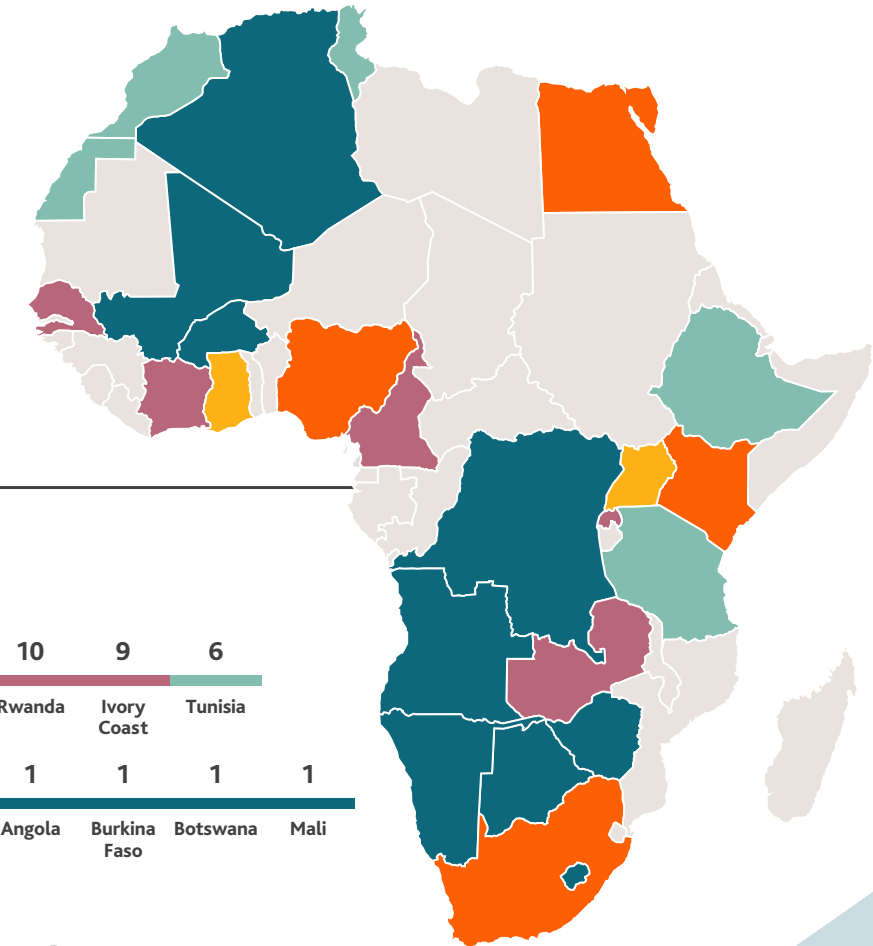 10 9 6
Rwanda Ivory Tunisia
Coast
1 1 1 1
Angola Burkina Botswana Mali
Faso